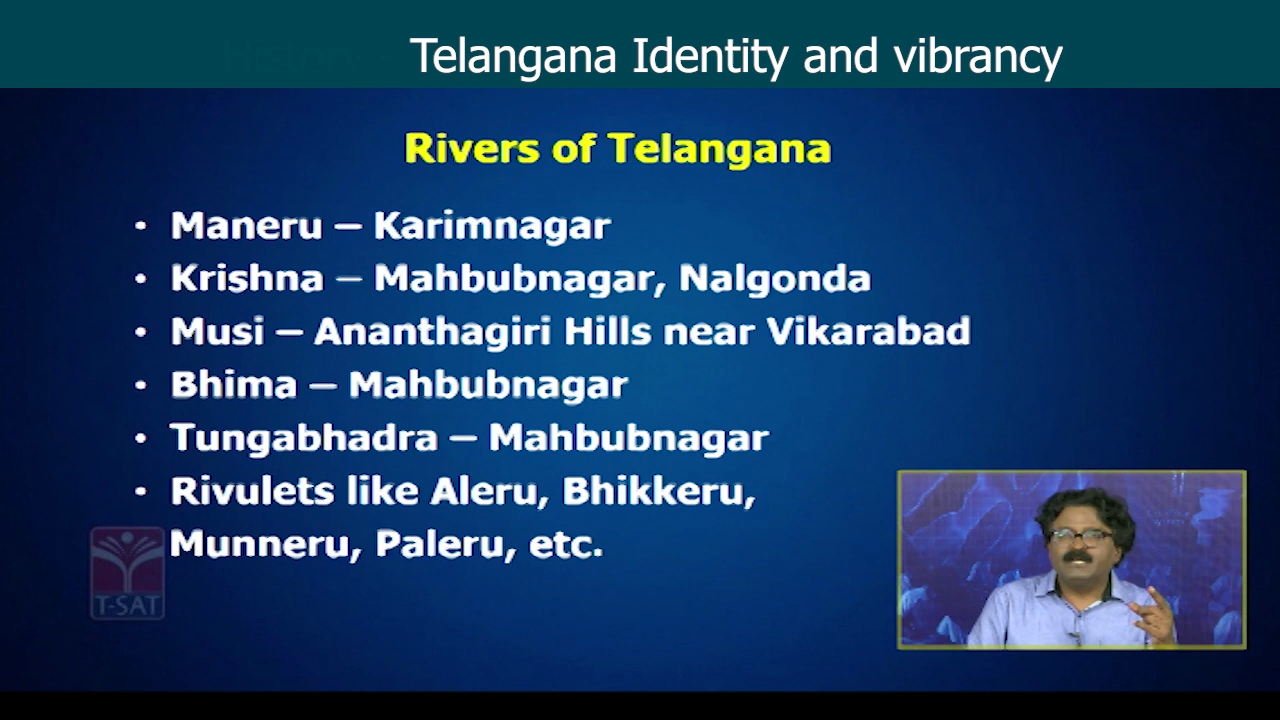 History - Telangana Identity and vibrancy
Rivers of Telangana
• Maneru – Karimnagar
• Krishna – Mahbubnagar, Nalgonda
• Musi – Ananthagiri Hills near Vikarabad
• Bhima – Mahbubnagar
• Tungabhadra – Mahbubnagar
• Rivulets like Aleru, Bhikkeru,
Munneru, Paleru, etc.
T-SAT